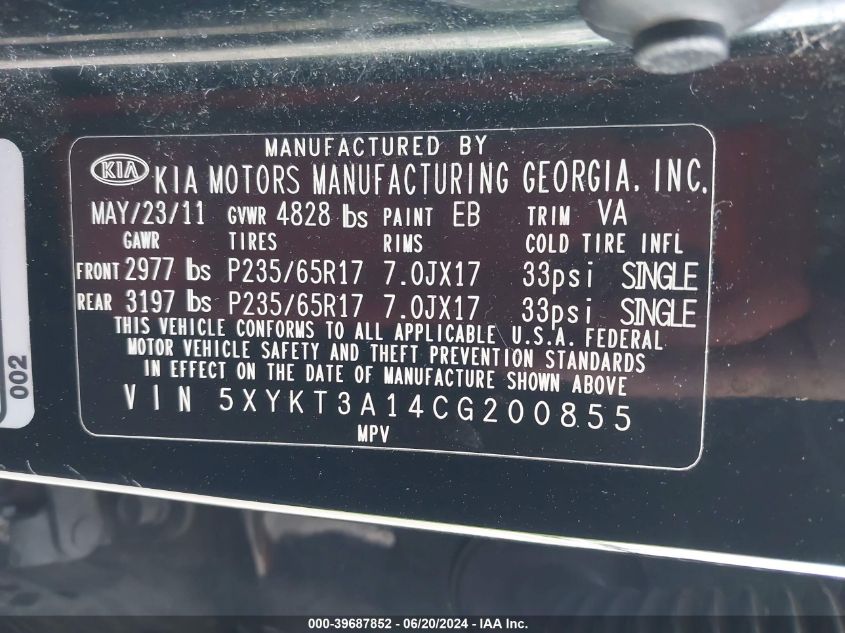 MANUFACTURED BY
KIA KIA MOTORS MANUFACTURING GEORGIA, INC.
MAY/23/11 GVWR 4828 lbs PAINT EB TRIM VA
GAWR TIRES RIMS COLD TIRE INFL
FRONT 2977 lbs P235/65R17 7.0JX17 33psi SINGLE
REAR 3197 lbs P235/65R17 7.0JX17 33psi SINGLE
THIS VEHICLE CONFORMS TO ALL APPLICABLE U.S.A. FEDERAL
MOTOR VEHICLE SAFETY AND THEFT PREVENTION STANDARDS
IN EFFECT ON THE DATE OF MANUFACTURE SHOWN ABOVE
VIN 5XYKT3A14CG200855
MPV
002
000-39687852 / 06/20/2024 - IAA Inc.